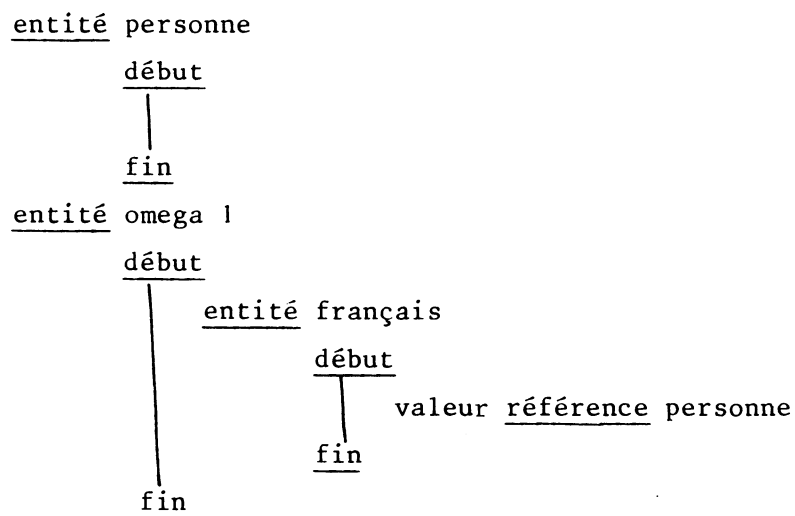 entité personne
début
fin
entité omega 1
début
entité français
début
valeur référence personne
fin
fin